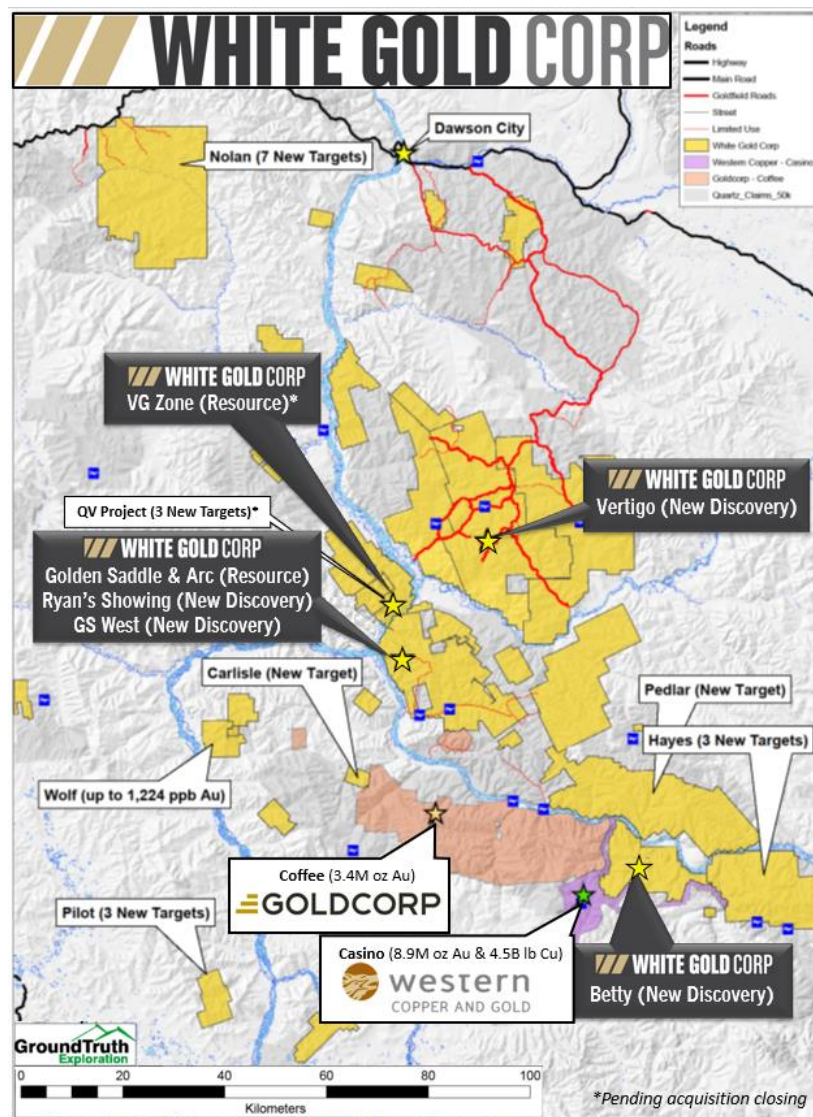 WHITE GOLD CORP
Legend
Roads
Highway
Main Road
Goldfield Roads
Street
Limited Use
White Gold Corp
Western Copper - Casino
Goldcorp - Coffee
Quartz_Claims_50k
Dawson City
Nolan (7 New Targets)
WHITE GOLD CORP
VG Zone (Resource)*
WHITE GOLD CORP
Vertigo (New Discovery)
QV Project (3 New Targets)*
WHITE GOLD CORP
Golden Saddle & Arc (Resource)
Ryan's Showing (New Discovery)
GS West (New Discovery)
Carlisle (New Target)
Pedlar (New Target)
Hayes (3 New Targets)
Wolf (up to 1,224 ppb Au)
Coffee (3.4M oz Au)
GOLDCORP
Pilot (3 New Targets)
Casino (8.9M oz Au & 4.5B lb Cu)
western
COPPER AND GOLD
WHITE GOLD CORP
Betty (New Discovery)
GroundTruth
Exploration
0 20 40 60 80 100
Kilometers
*Pending acquisition closing